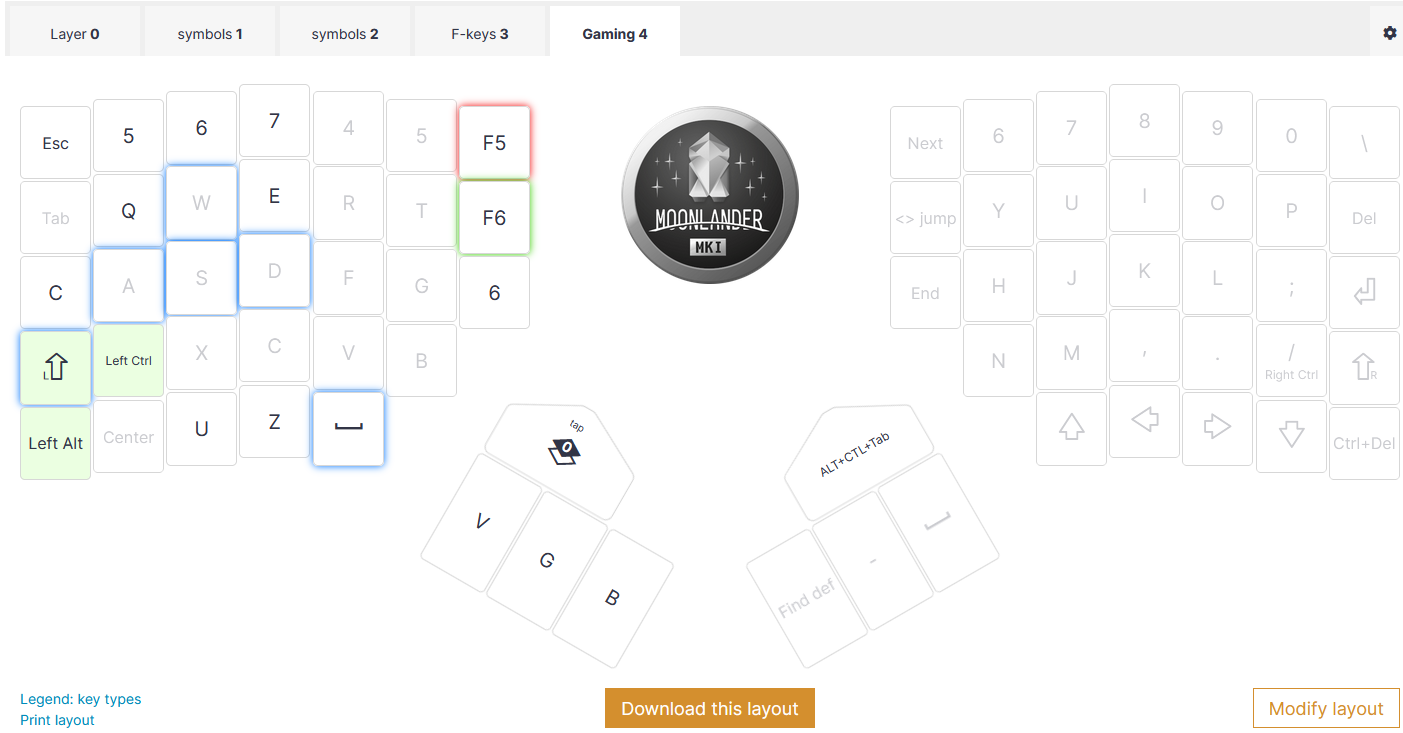 Layer 0 symbols 1 symbols 2 F-keys 3 Gaming 4
Esc 5 6 7 4 5 F5 Next 6 7 8 9 0 \
Tab Q W E R T F6 <> jump Y U I O P Del
C A S D F G 6 End H J K L ;
L Left Ctrl X C V B N M , . / Right Ctrl R
Left Alt Center U Z Ctrl+Del
tap
0
ALT+CTL+Tab
V G B Find def -
MOONLANDER
MKI
Legend: key types
Print layout
Download this layout
Modify layout